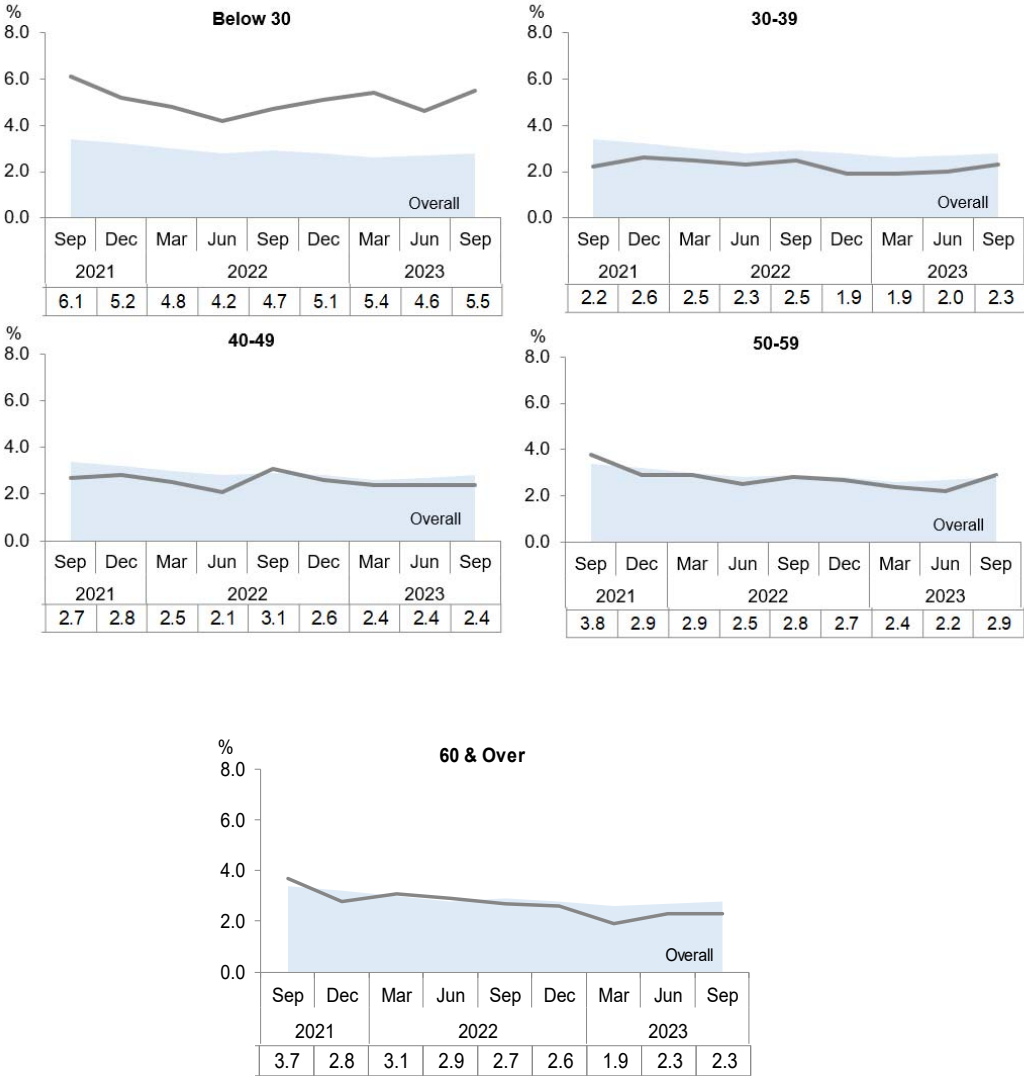 %
Below 30
8.0
6.0
4.0
2.0
0.0
Overall
Sep Dec Mar Jun Sep Dec Mar Jun Sep
2021 2022 2023
6.1 5.2 4.8 4.2 4.7 5.1 5.4 4.6 5.5
%
30-39
8.0
6.0
4.0
2.0
0.0
Overall
Sep Dec Mar Jun Sep Dec Mar Jun Sep
2021 2022 2023
2.2 2.6 2.5 2.3 2.5 1.9 1.9 2.0 2.3
%
40-49
8.0
6.0
4.0
2.0
0.0
Overall
Sep Dec Mar Jun Sep Dec Mar Jun Sep
2021 2022 2023
2.7 2.8 2.5 2.1 3.1 2.6 2.4 2.4 2.4
%
50-59
8.0
6.0
4.0
2.0
0.0
Overall
Sep Dec Mar Jun Sep Dec Mar Jun Sep
2021 2022 2023
3.8 2.9 2.9 2.5 2.8 2.7 2.4 2.2 2.9
%
60 & Over
8.0
6.0
4.0
2.0
0.0
Overall
Sep Dec Mar Jun Sep Dec Mar Jun Sep
2021 2022 2023
3.7 2.8 3.1 2.9 2.7 2.6 1.9 2.3 2.3